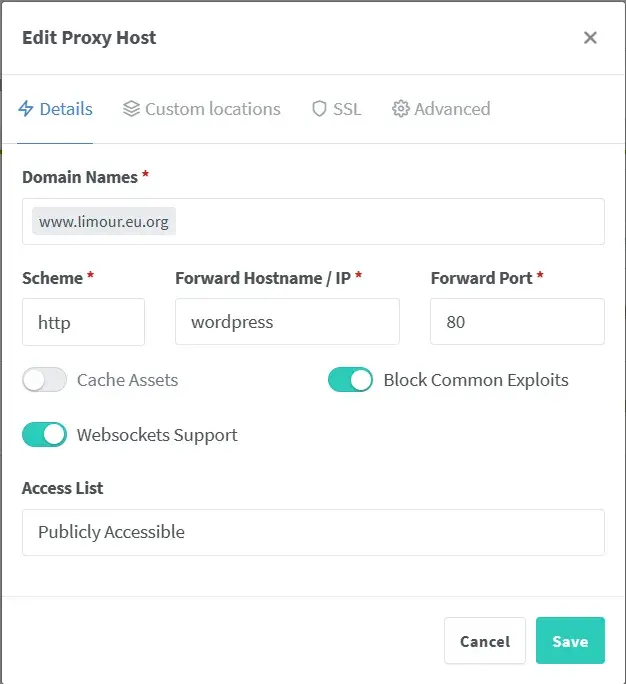 Edit Proxy Host
Details Custom locations SSL Advanced
Domain Names *
www.limour.eu.org
Scheme * Forward Hostname / IP * Forward Port *
http wordpress 80
Cache Assets Block Common Exploits
Websockets Support
Access List
Publicly Accessible
Cancel Save